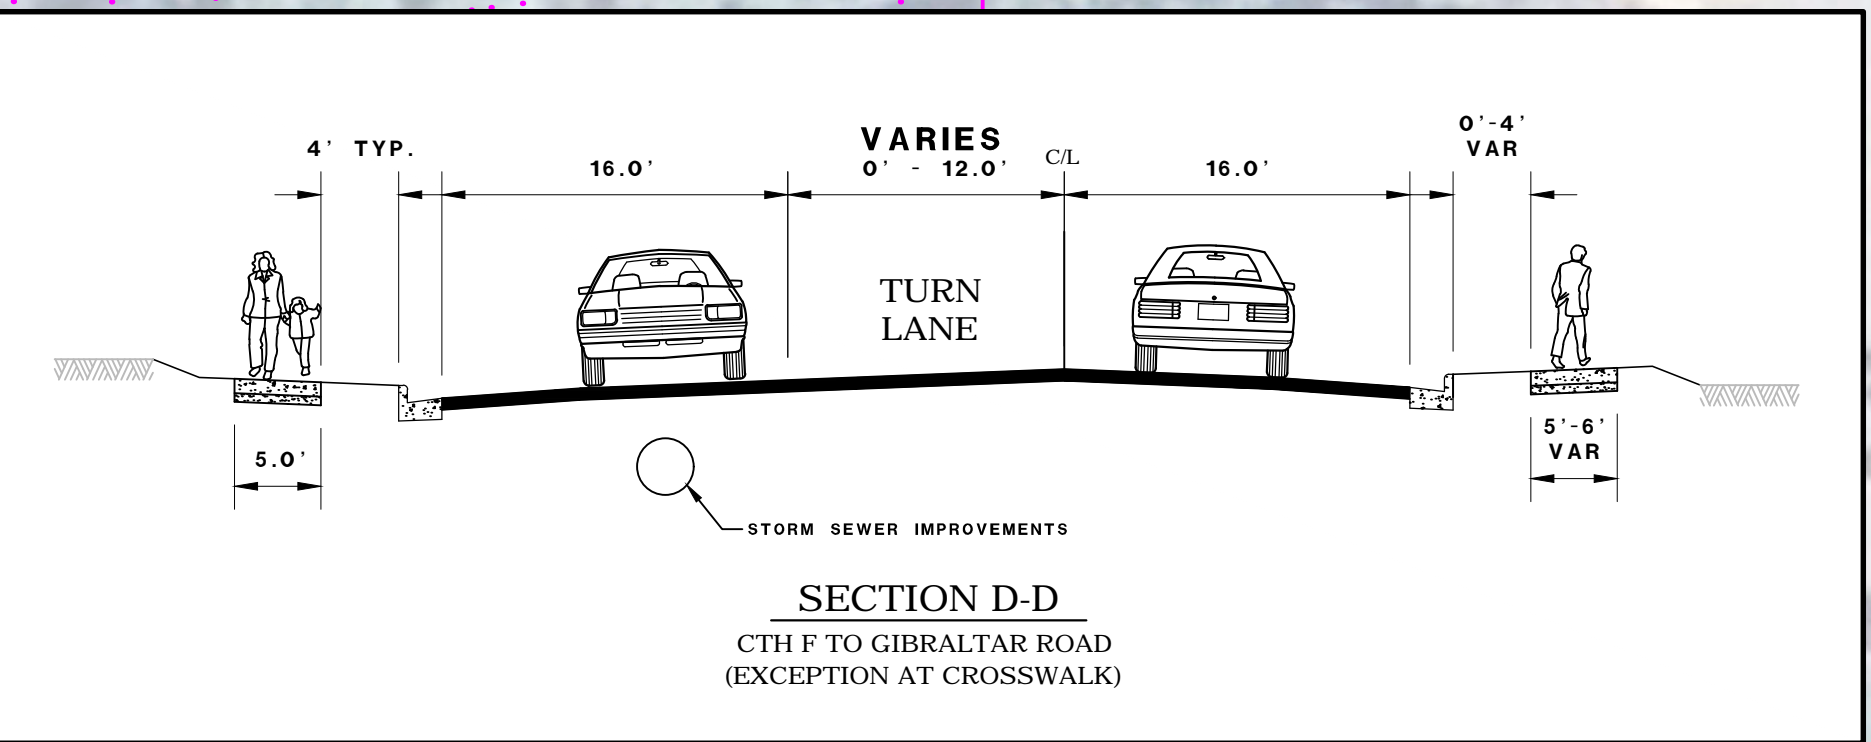 4' TYP.
16.0'
VARIES
0' - 12.0'
C/L
16.0'
0'-4'
VAR
TURN
LANE
5.0'
5'-6'
VAR
STORM SEWER IMPROVEMENTS
SECTION D-D
CTH F TO GIBRALTAR ROAD
(EXCEPTION AT CROSSWALK)